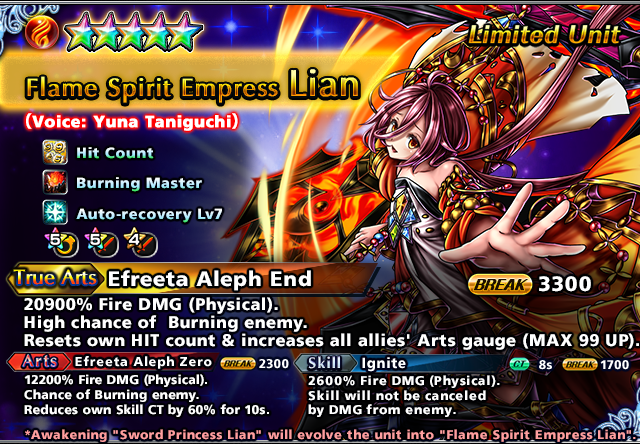 Limited Unit
Flame Spirit Empress Lian
(Voice: Yuna Taniguchi)
Hit Count
Burning Master
Auto-recovery Lv7
5 5 4
True Arts Efreeta Aleph End BREAK 3300
20900% Fire DMG (Physical).
High chance of Burning enemy.
Resets own HIT count & increases all allies' Arts gauge (MAX 99 UP).
Arts Efreeta Aleph Zero BREAK 2300
12200% Fire DMG (Physical).
Chance of Burning enemy.
Reduces own Skill CT by 60% for 10s.
Skill Ignite CT 8s BREAK 1700
2600% Fire DMG (Physical).
Skill will not be canceled
by DMG from enemy.
*Awakening "Sword Princess Lian" will evolve the unit into "Flame Spirit Empress Lian"